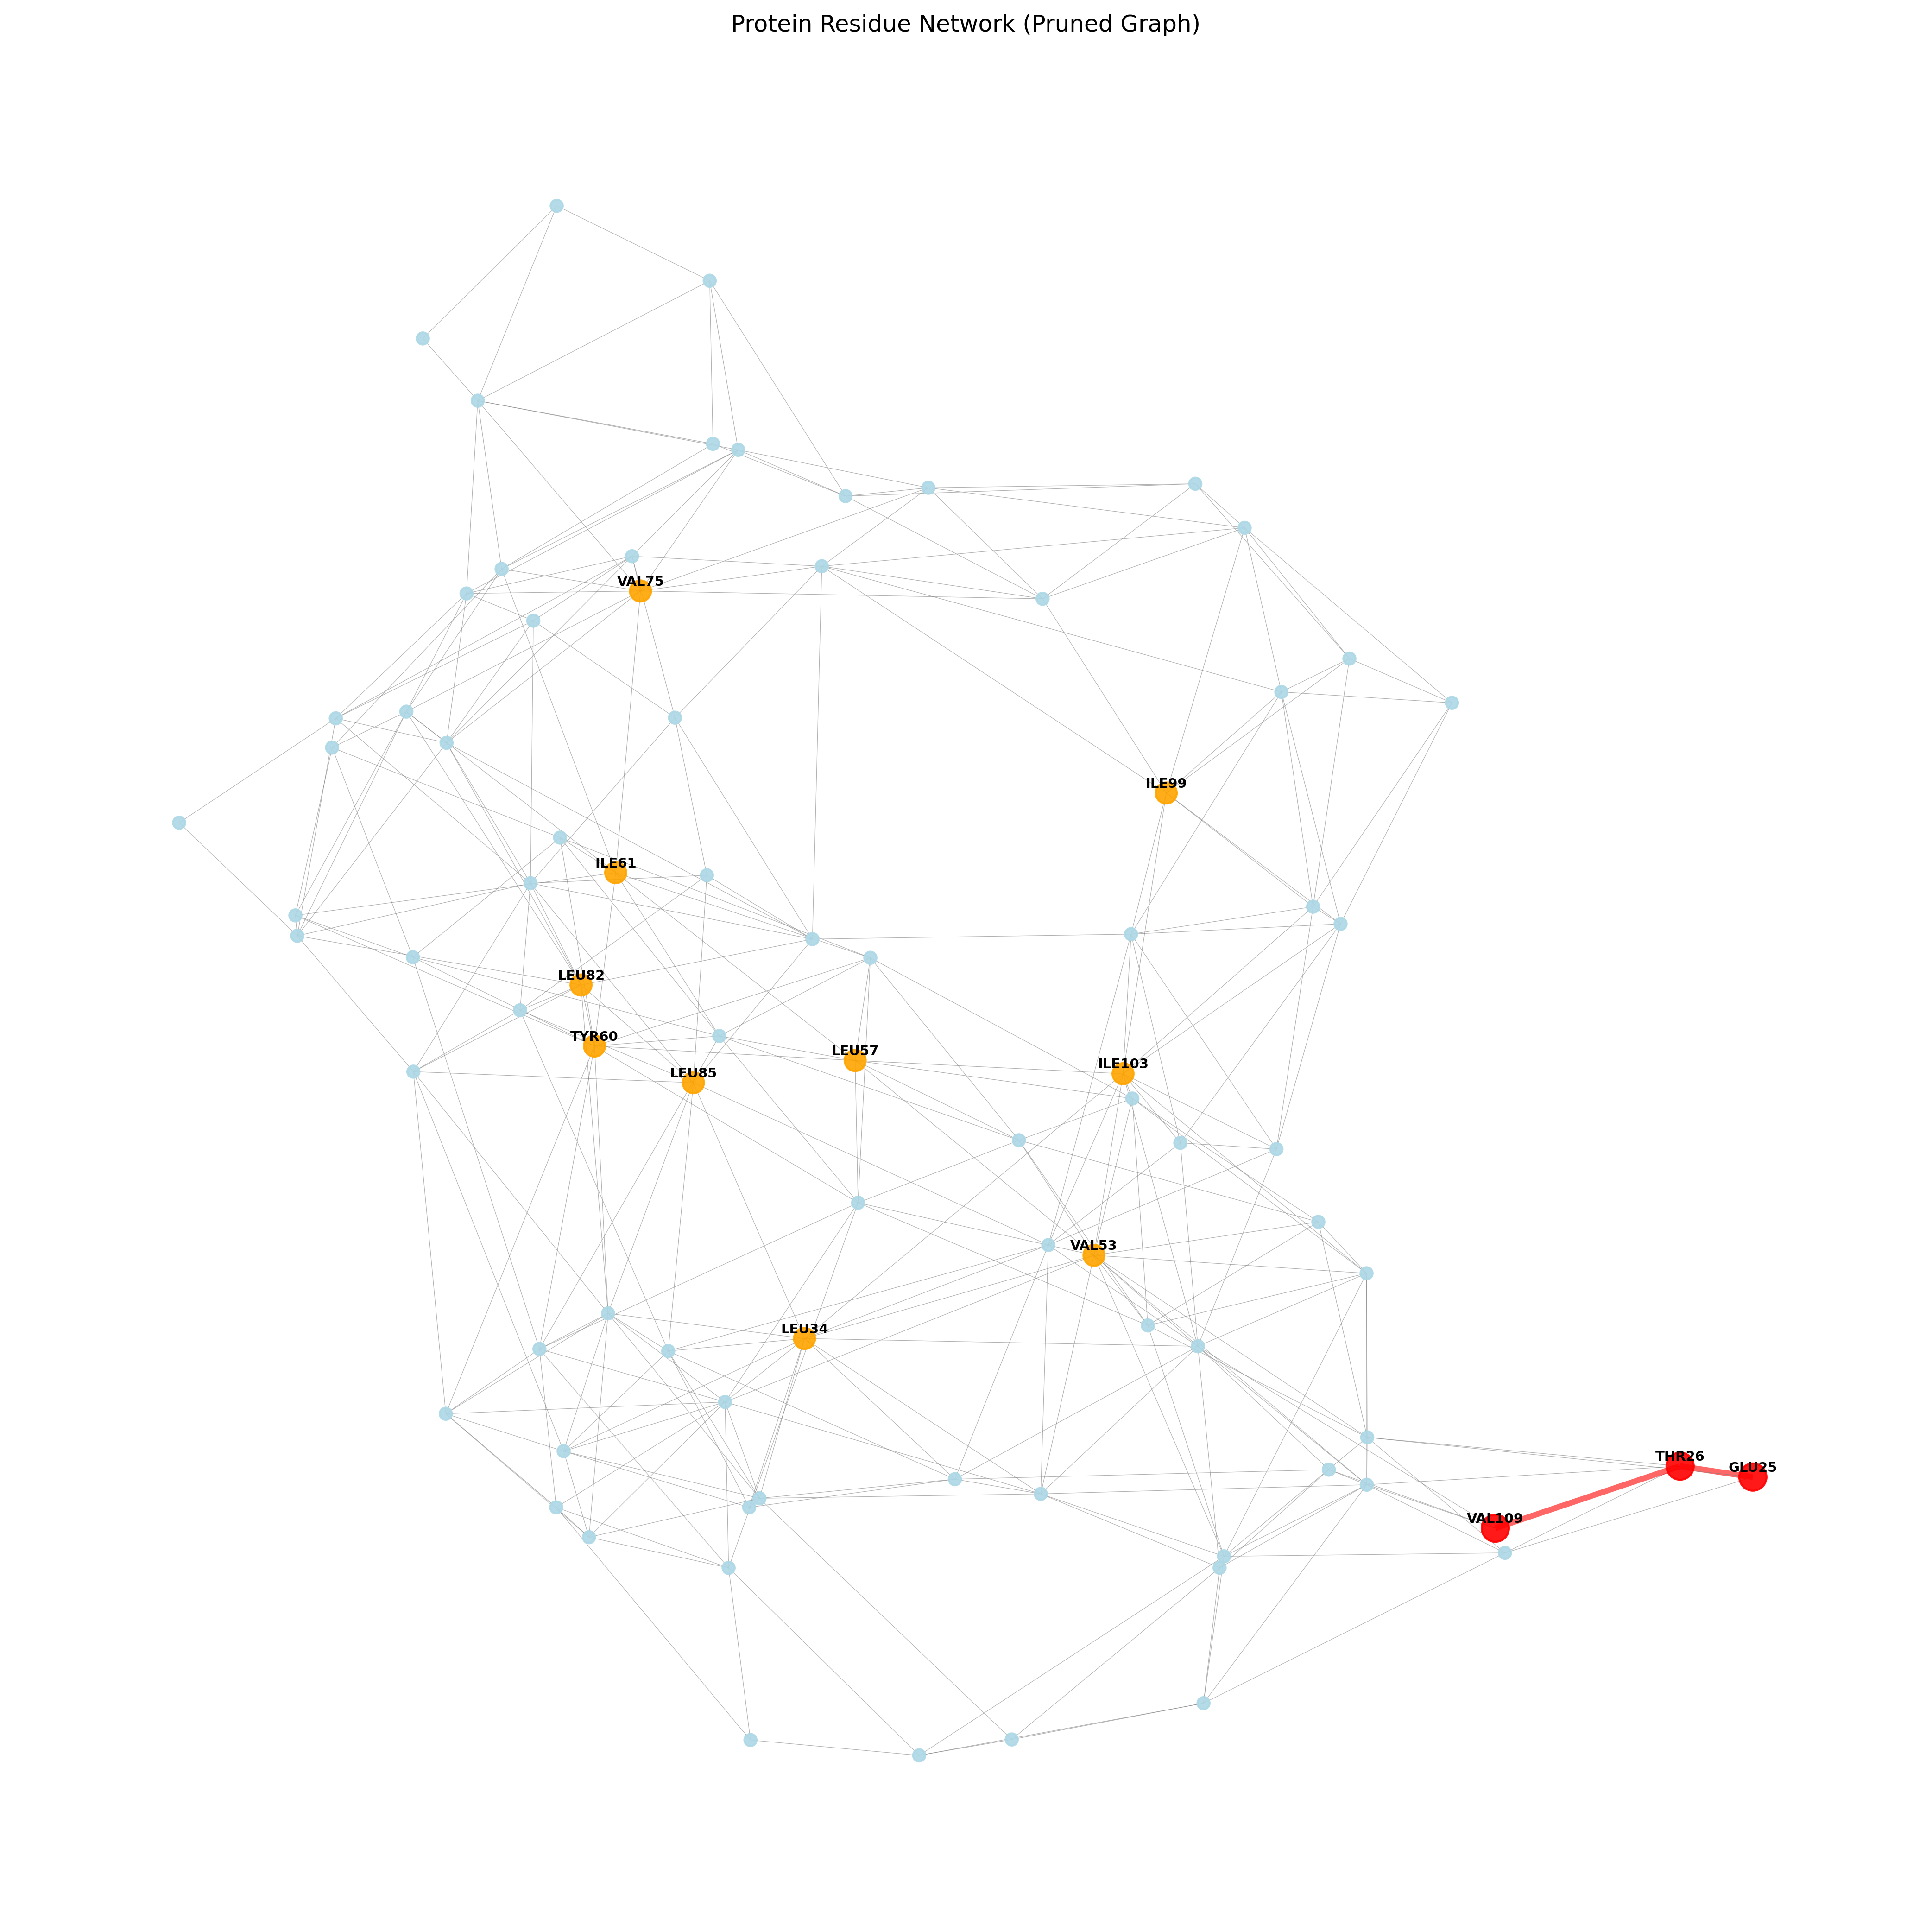 Protein Residue Network (Pruned Graph)
VAL75
ILE99
ILE61
LEU82
TYR60
LEU57
LEU85
ILE103
VAL53
LEU34
THR26
GLU25
VAL109